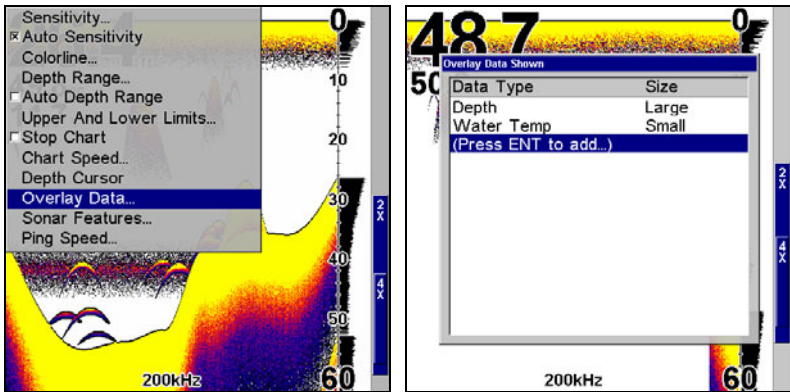 Sensitivity...
Auto Sensitivity
Colorline...
Depth Range...
Auto Depth Range
Upper And Lower Limits...
Stop Chart
Chart Speed...
Depth Cursor
Overlay Data...
Sonar Features...
Ping Speed...
0
10
20
30
40
50
60
2X
4X
200kHz
48.7
0
Overlay Data Shown
Data Type Size
Depth Large
Water Temp Small
(Press ENT to add...)
2X
4X
200kHz
60